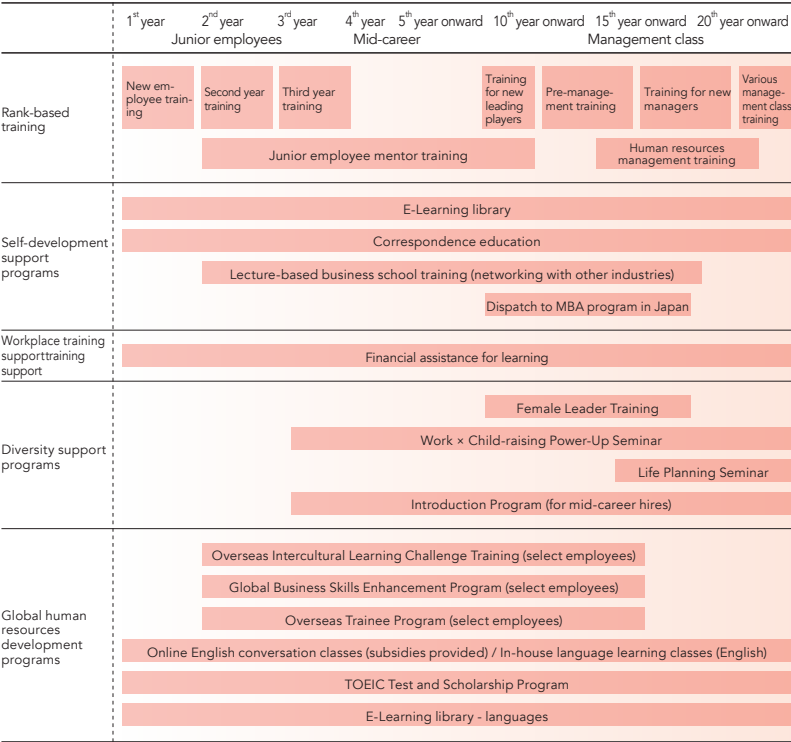 1st year 2nd year 3rd year 4th year 5th year onward 10th year onward 15th year onward 20th year onward
Junior employees Mid-career Management class
Rank-based
training
New em-
ployee train-
ing
Second year
training
Third year
training
Training
for new
leading
players
Pre-manage-
ment training
Training for new
managers
Various
manage-
ment class
training
Junior employee mentor training
Human resources
management training
Self-development
support
programs
E-Learning library
Correspondence education
Lecture-based business school training (networking with other industries)
Dispatch to MBA program in Japan
Workplace training
supporttraining
support
Financial assistance for learning
Diversity support
programs
Female Leader Training
Work × Child-raising Power-Up Seminar
Life Planning Seminar
Introduction Program (for mid-career hires)
Global human
resources
development
programs
Overseas Intercultural Learning Challenge Training (select employees)
Global Business Skills Enhancement Program (select employees)
Overseas Trainee Program (select employees)
Online English conversation classes (subsidies provided) / In-house language learning classes (English)
TOEIC Test and Scholarship Program
E-Learning library - languages